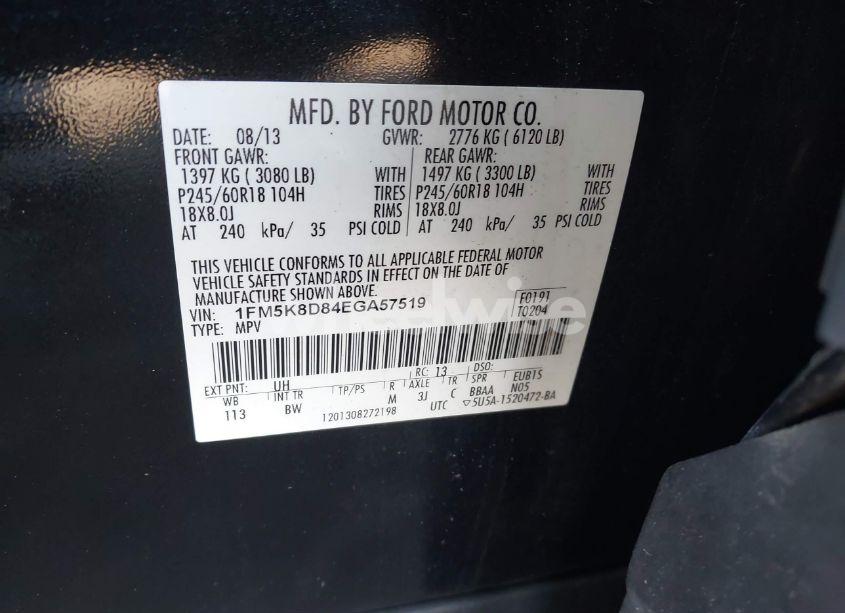 MFD. BY FORD MOTOR CO.
DATE: 08/13 GVWR: 2776 KG ( 6120 LB)
FRONT GAWR: REAR GAWR:
1397 KG ( 3080 LB) WITH 1497 KG ( 3300 LB) WITH
P245/60R18 104H TIRES P245/60R18 104H TIRES
18X8.0J RIMS 18X8.0J RIMS
AT 240 kPa/ 35 PSI COLD AT 240 kPa/ 35 PSI COLD
THIS VEHICLE CONFORMS TO ALL APPLICABLE FEDERAL MOTOR
VEHICLE SAFETY STANDARDS IN EFFECT ON THE DATE OF
MANUFACTURE SHOWN ABOVE.
VIN: 1FM5K8D84EGA57519 F0191
TYPE: MPV T0204
EXT PNT: UH RC: 13 DSO:
WB INT TR TP/PS R AXLE TR SPR EUB1S
113 BW M 3J C BBAA N05
1201308272198 UTC ▽5U5A-1520472-BA